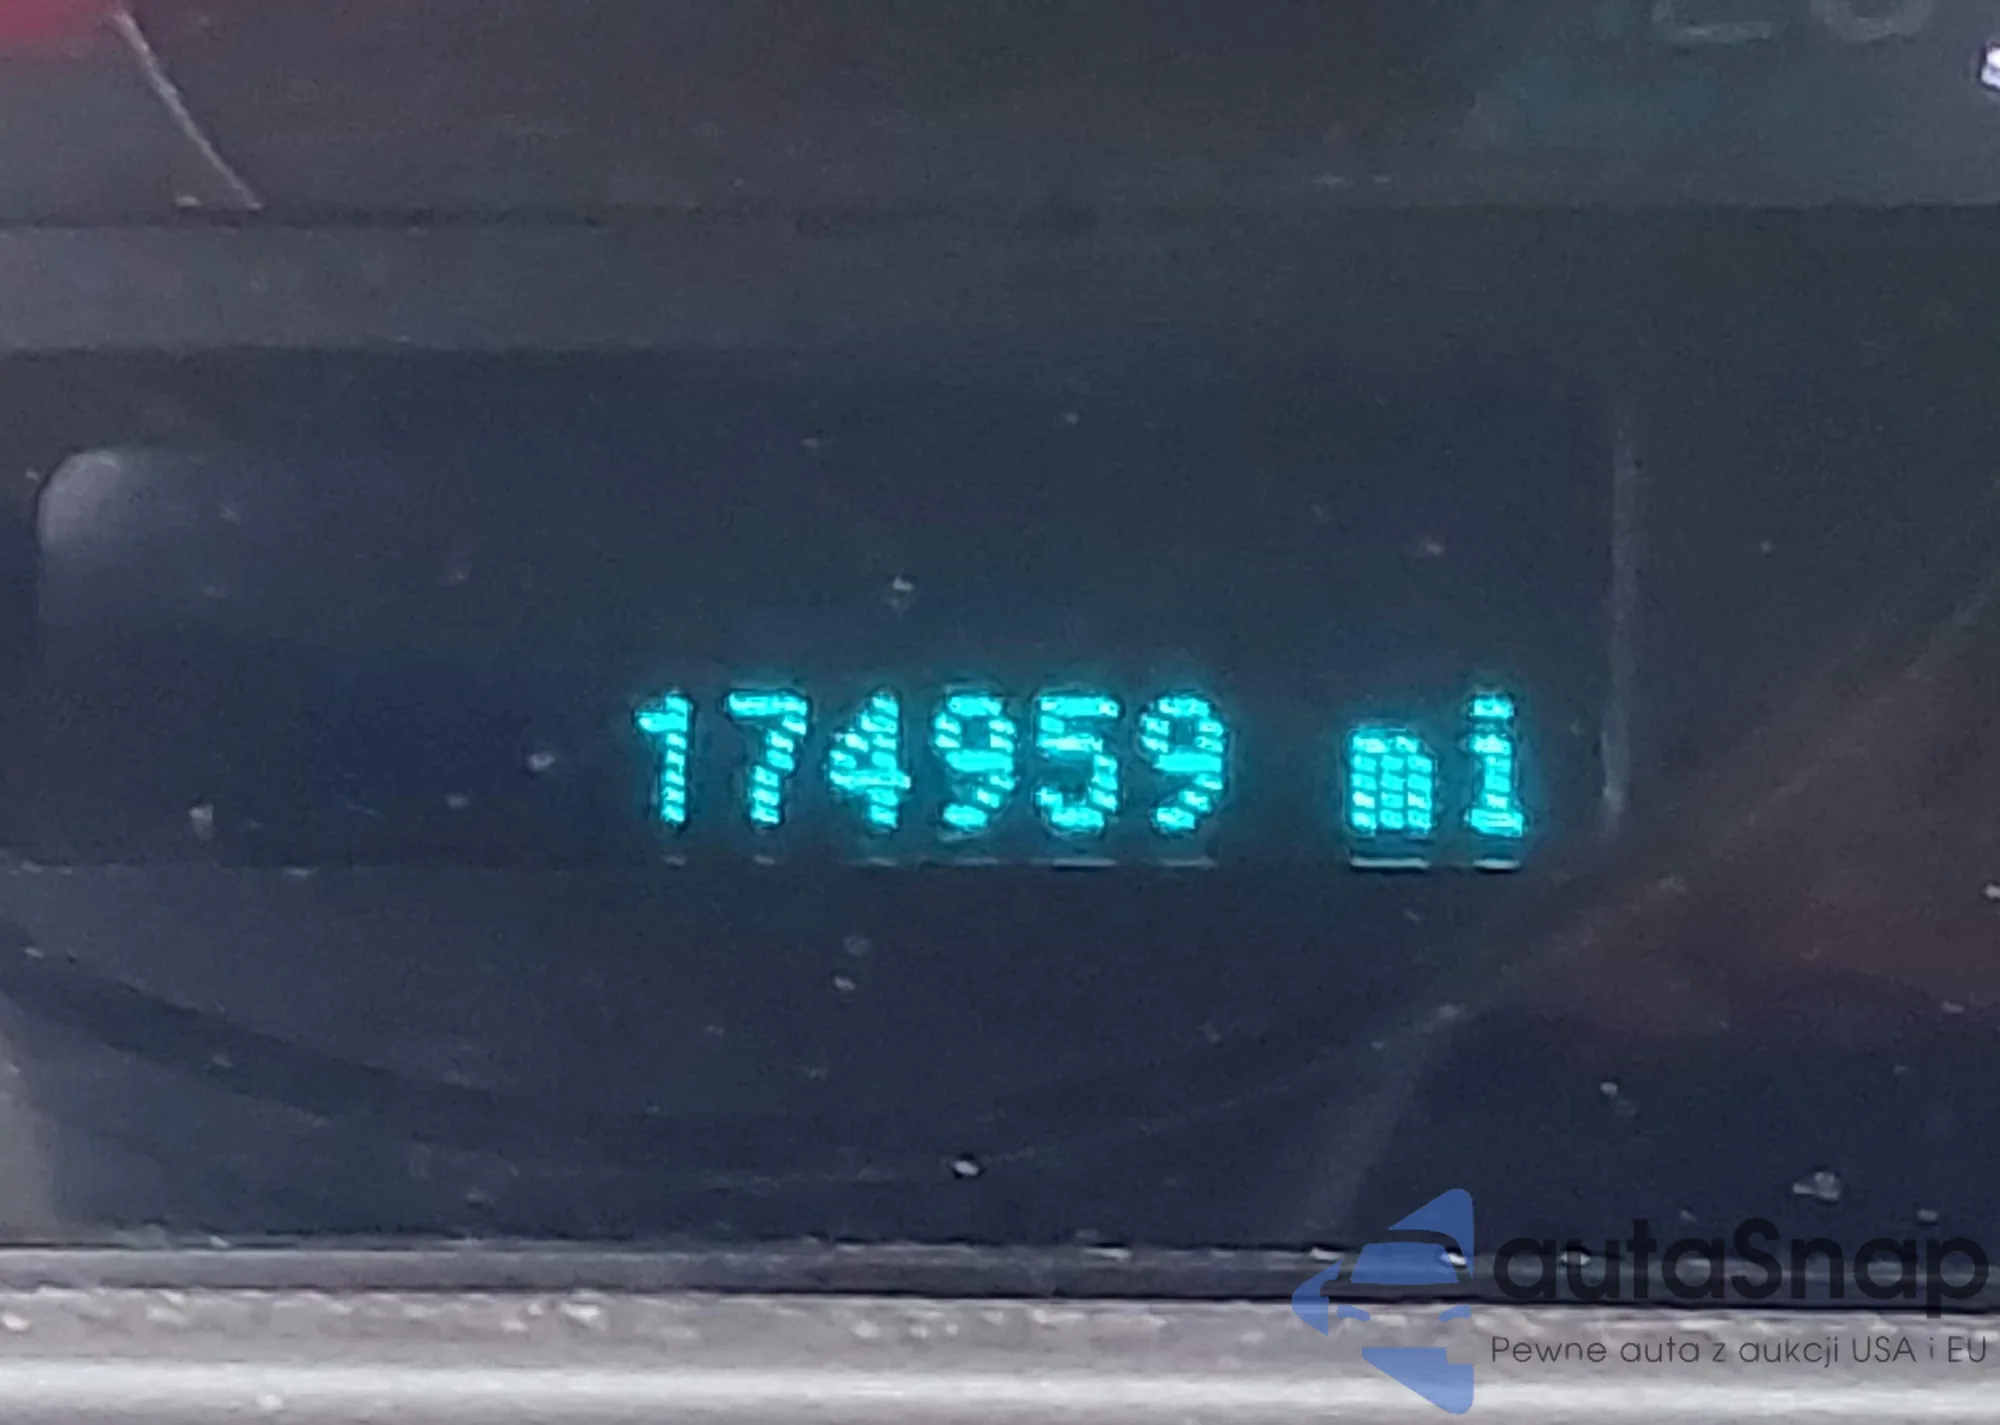 174959 mi
autaSnap
Pewne auta z aukcji USA i EU